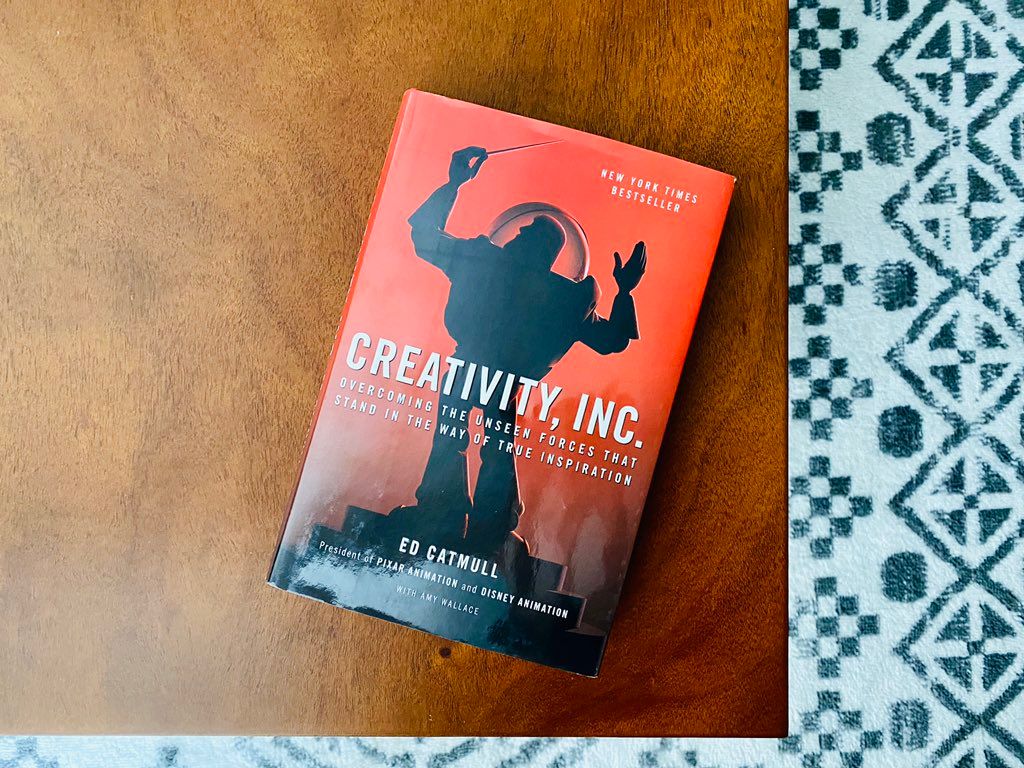 NEW YORK TIMES
BESTSELLER
CREATIVITY, INC.
OVERCOMING THE UNSEEN FORCES THAT
STAND IN THE WAY OF TRUE INSPIRATION
ED CATMULL
President of PIXAR ANIMATION and DISNEY ANIMATION
WITH AMY WALLACE